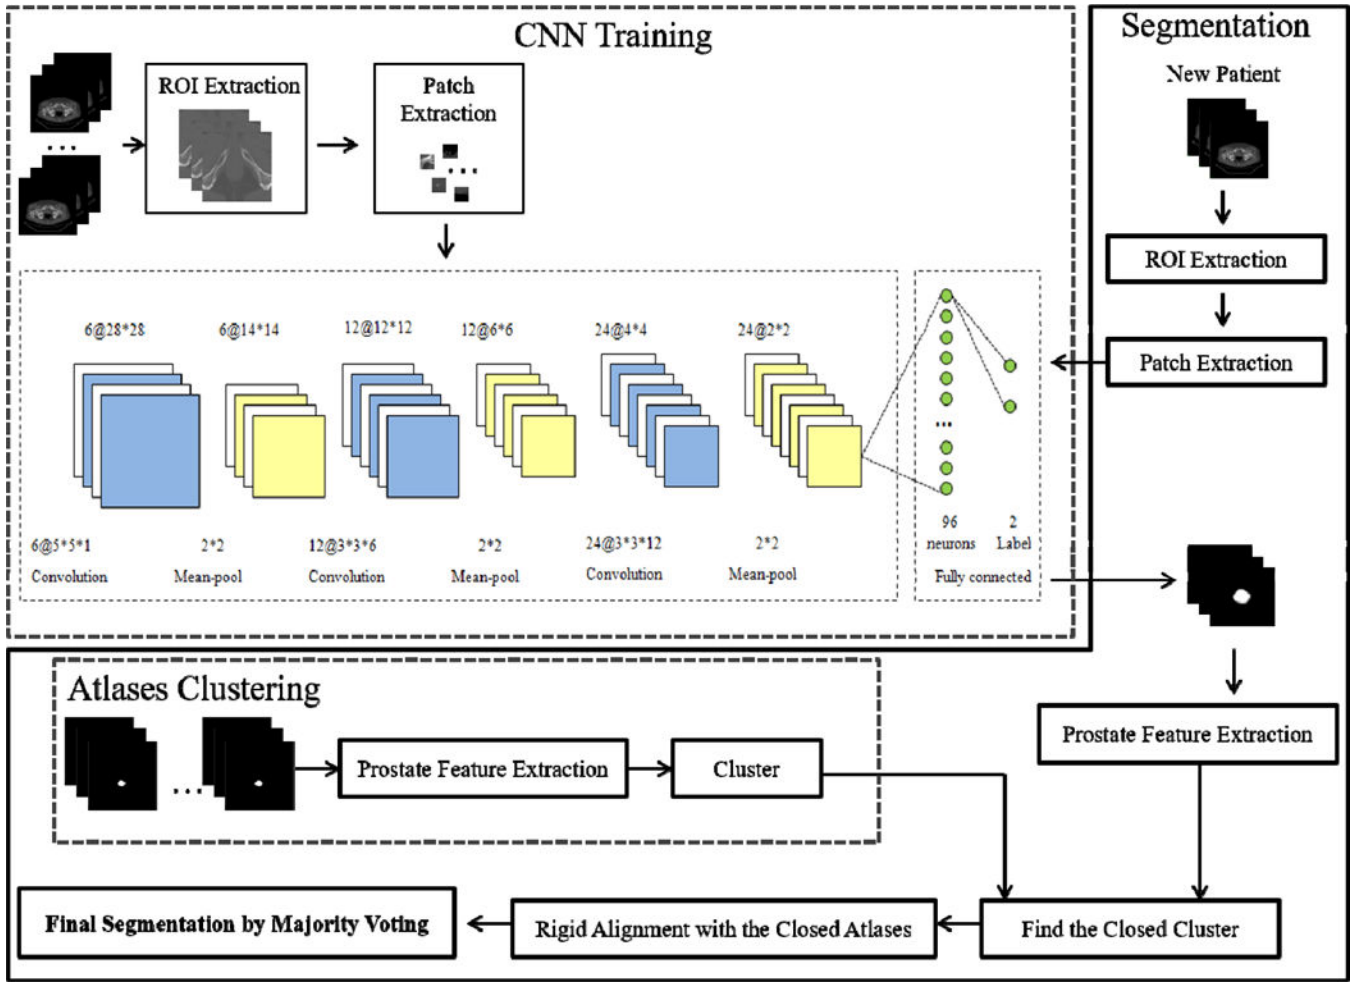 CNN Training
Segmentation
ROI Extraction
Patch
Extraction
. . .
. . . .
New Patient
ROI Extraction
Patch Extraction
6@28*28
6@14*14
12@12*12
12@6*6
24@4*4
24@2*2
...
6@5*5*1
2*2
12@3*3*6
2*2
24@3*3*12
2*2
Convolution
Mean-pool
Convolution
Mean-pool
Convolution
Mean-pool
96
neurons
2
Label
Fully connected
Atlases Clustering
. . .
Prostate Feature Extraction
Cluster
Prostate Feature Extraction
Final Segmentation by Majority Voting
Rigid Alignment with the Closed Atlases
Find the Closed Cluster